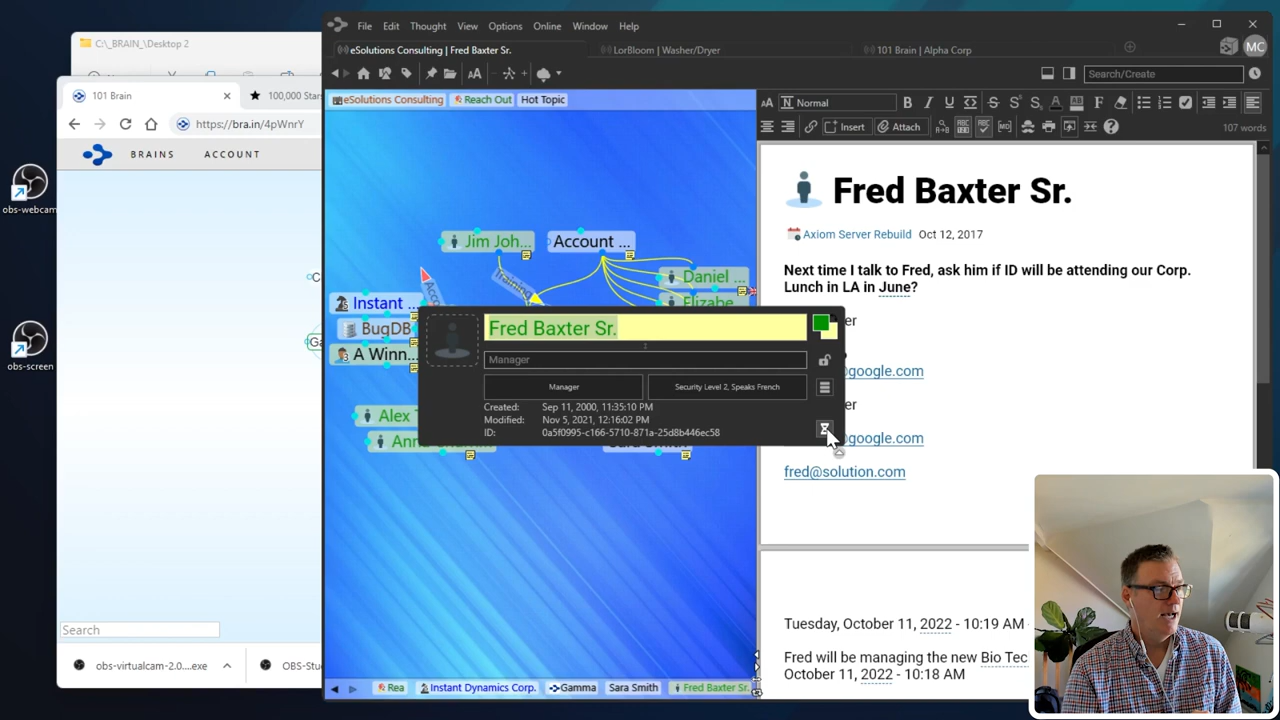 C:\_BRAIN_\Desktop 2
101 Brain
100,000 Stars
https://bra.in/4pWnrY
BRAINS
ACCOUNT
obs-webcam
obs-screen
Search
obs-virtualcam-2.0....exe
OBS-Stu
File
Edit
Thought
View
Options
Online
Window
Help
eSolutions Consulting | Fred Baxter Sr.
LorBloom | Washer/Dryer
101 Brain | Alpha Corp
MC
Search/Create
eSolutions Consulting
Reach Out
Hot Topic
Normal
Insert
Attach
107 words
Jim Joh...
Account ...
Training
Daniel ...
Instant ...
Elizabe
BugDB
A Winn...
Alex T
Fred Baxter Sr.
Manager
Manager
Security Level 2, Speaks French
Created: Sep 11, 2000, 11:35:10 PM
Modified: Nov 5, 2021, 12:16:02 PM
ID: 0a5f0995-c166-5710-871a-25d8b446ec58
Fred Baxter Sr.
Axiom Server Rebuild Oct 12, 2017
Next time I talk to Fred, ask him if ID will be attending our Corp.
Lunch in LA in June?
er
@google.com
er
@google.com
fred@solution.com
Tuesday, October 11, 2022 - 10:19 AM
Fred will be managing the new Bio Tec
October 11, 2022 - 10:18 AM
Rea
Instant Dynamics Corp.
Gamma
Sara Smith
Fred Baxter Sr.